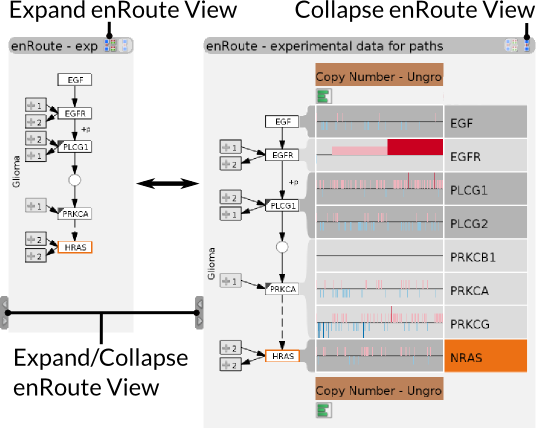 Expand enRoute View
Collapse enRoute View
enRoute - exp
enRoute - experimental data for paths
EGF
1
EGFR
2
+p
2
PLCG1
1
Glioma
1
PRKCA
2
HRAS
2
Copy Number - Ungro
EGF
EGF
2
EGFR
2
EGFR
+p
2
PLCG1
1
PLCG1
PLCG2
PRKCB1
Glioma
1
PRKCA
PRKCA
PRKCG
2
HRAS
2
NRAS
Copy Number - Ungro
Expand/Collapse
enRoute View